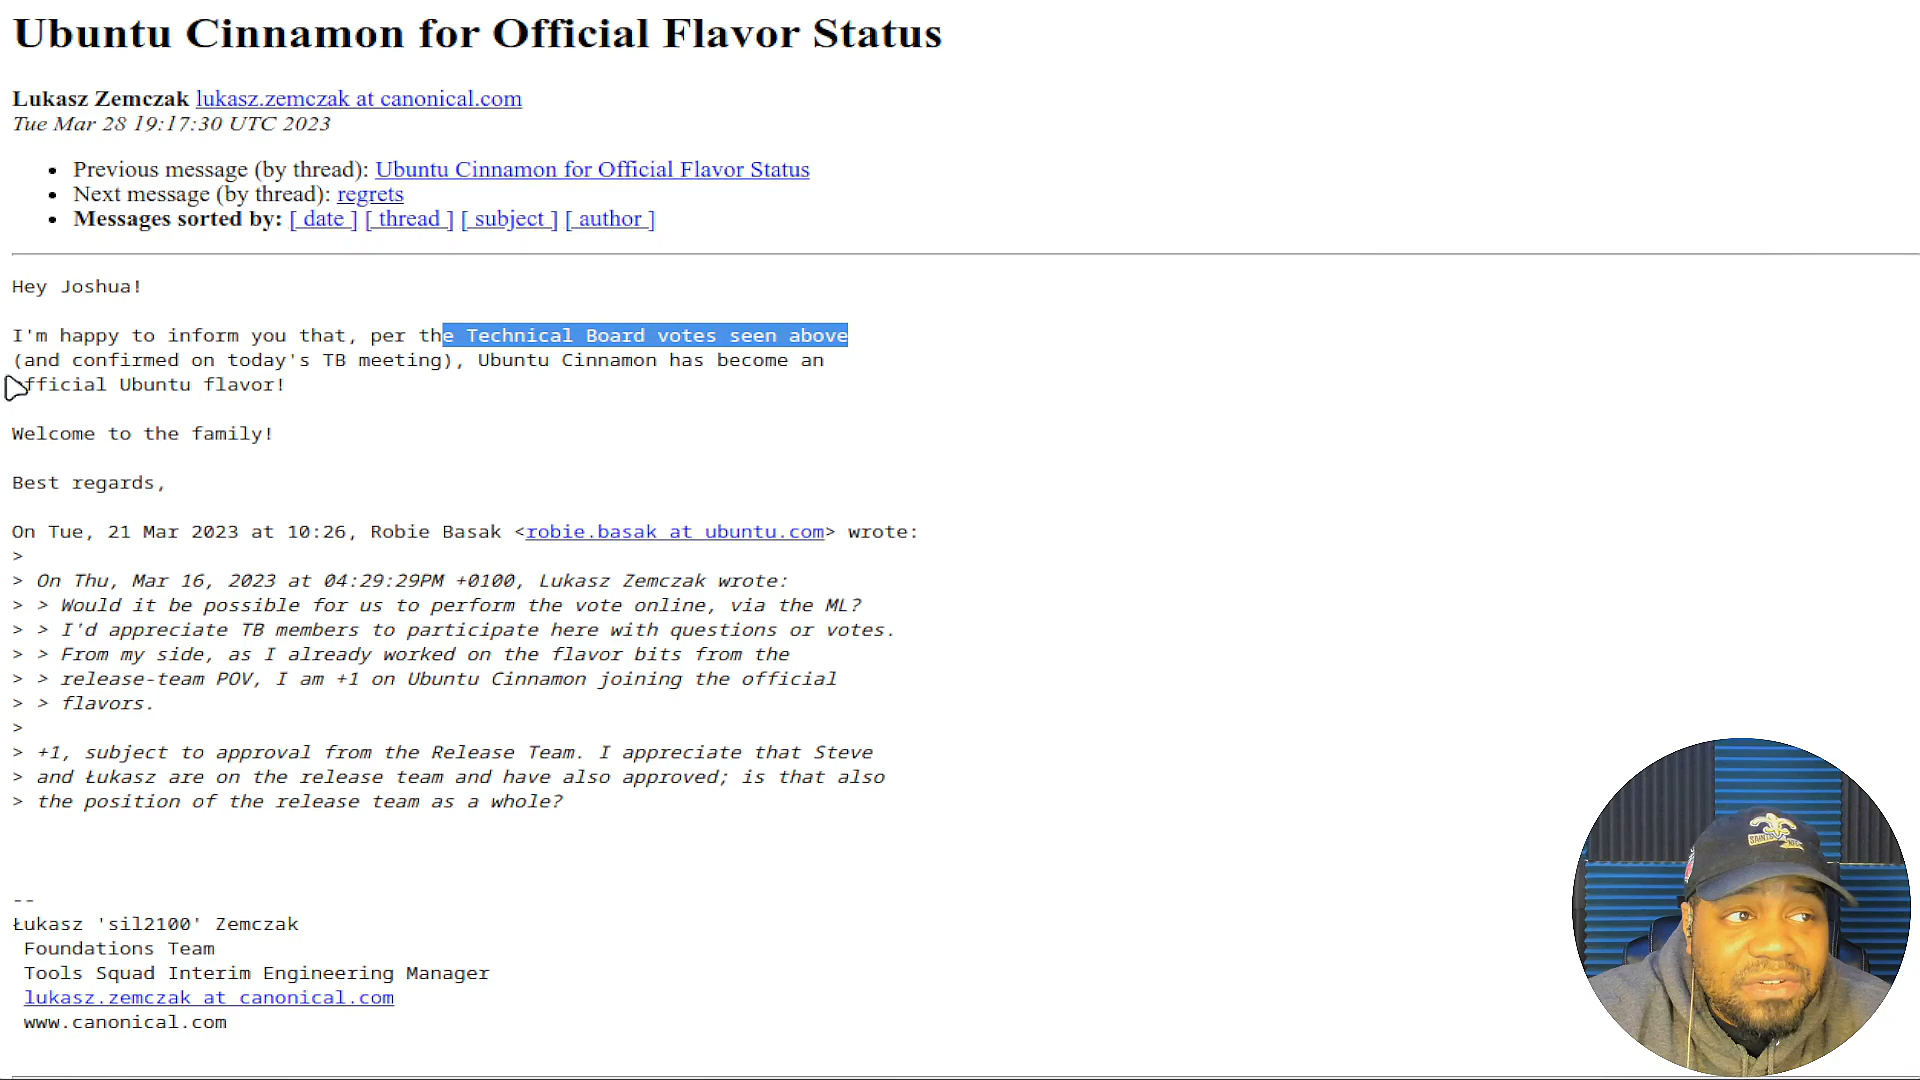 Ubuntu Cinnamon for Official Flavor Status
Lukasz Zemczak lukasz.zemczak at canonical.com
Tue Mar 28 19:17:30 UTC 2023
• Previous message (by thread): Ubuntu Cinnamon for Official Flavor Status
• Next message (by thread): regrets
• Messages sorted by: [ date ] [ thread ] [ subject ] [ author ]
Hey Joshua!
I'm happy to inform you that, per the Technical Board votes seen above
(and confirmed on today's TB meeting), Ubuntu Cinnamon has become an
official Ubuntu flavor!
Welcome to the family!
Best regards,
On Tue, 21 Mar 2023 at 10:26, Robie Basak <robie.basak at ubuntu.com> wrote:
>
> On Thu, Mar 16, 2023 at 04:29:29PM +0100, Lukasz Zemczak wrote:
> > Would it be possible for us to perform the vote online, via the ML?
> > I'd appreciate TB members to participate here with questions or votes.
> > From my side, as I already worked on the flavor bits from the
> > release-team POV, I am +1 on Ubuntu Cinnamon joining the official
> > flavors.
>
> +1, subject to approval from the Release Team. I appreciate that Steve
> and Łukasz are on the release team and have also approved; is that also
> the position of the release team as a whole?
--
Łukasz 'sil2100' Zemczak
Foundations Team
Tools Squad Interim Engineering Manager
lukasz.zemczak at canonical.com
www.canonical.com
SAINTS